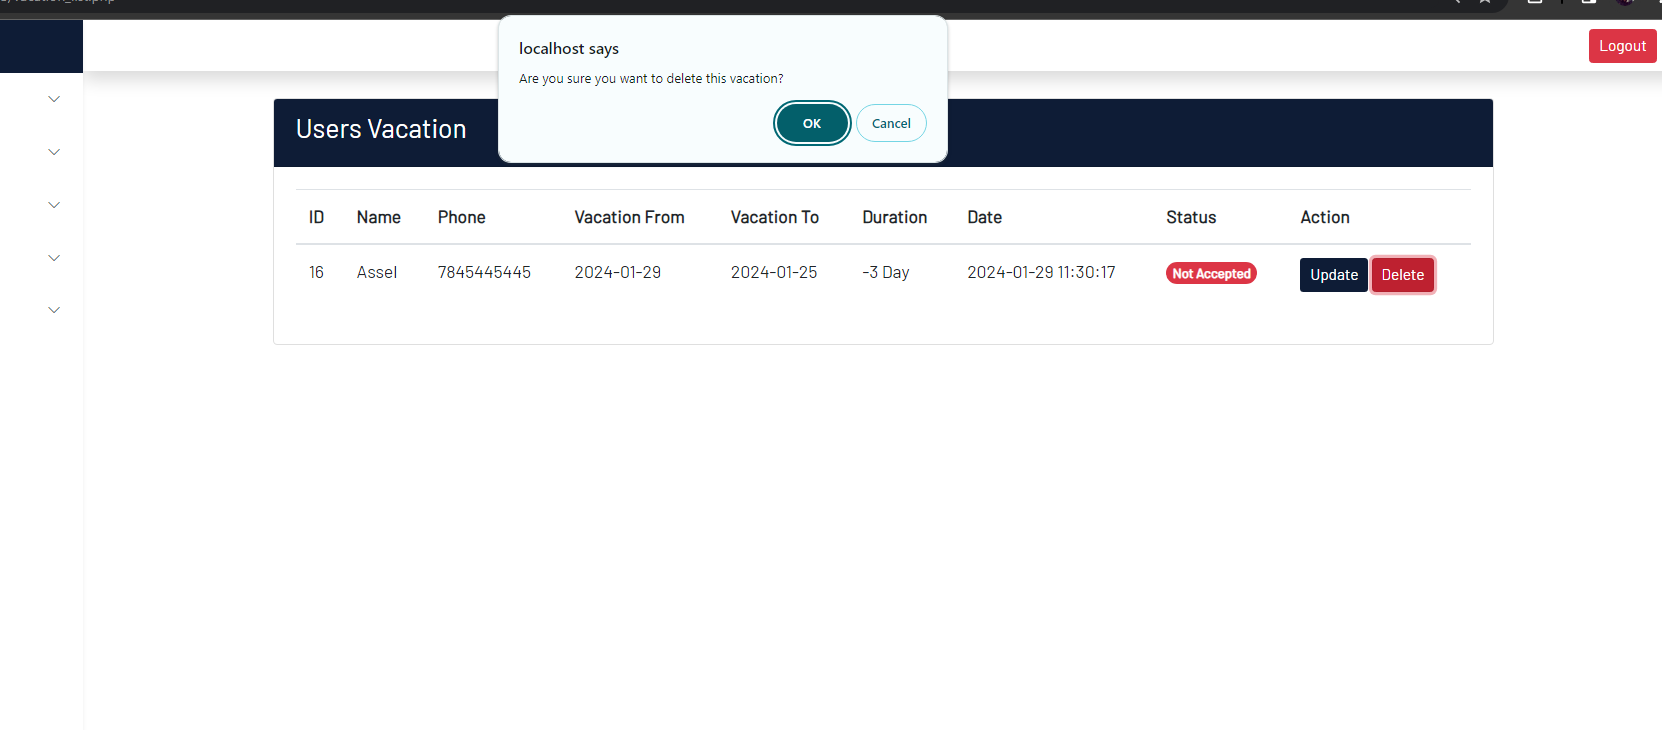 Logout
localhost says
Are you sure you want to delete this vacation?
OK Cancel
Users Vacation
ID Name Phone Vacation From Vacation To Duration Date Status Action
16 Assel 7845445445 2024-01-29 2024-01-25 -3 Day 2024-01-29 11:30:17 Not Accepted Update Delete